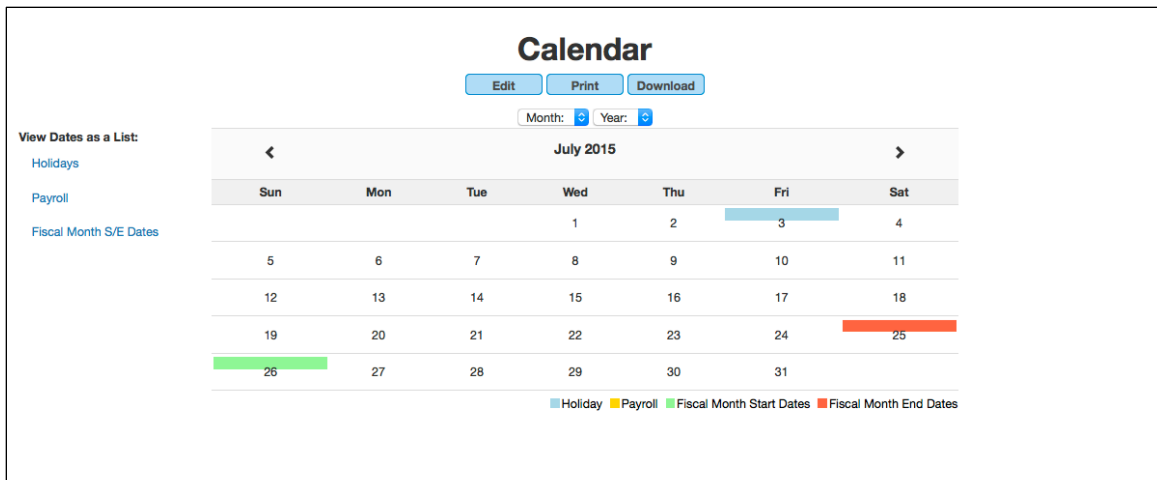 Calendar
Edit Print Download
Month: Year:
View Dates as a List:
Holidays
Payroll
Fiscal Month S/E Dates
July 2015
Sun Mon Tue Wed Thu Fri Sat
1 2 3 4
5 6 7 8 9 10 11
12 13 14 15 16 17 18
19 20 21 22 23 24 25
26 27 28 29 30 31
Holiday Payroll Fiscal Month Start Dates Fiscal Month End Dates